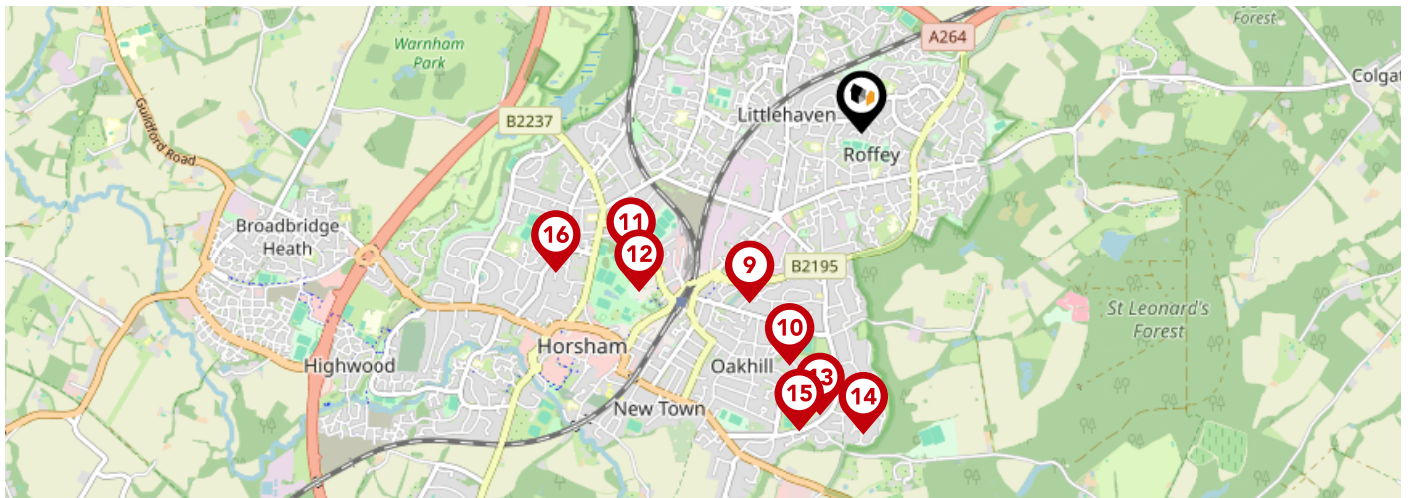 Forest
A264
Warnham
Park
Colgat
Guildford Road
B2237
Littlehaven
Roffey
Broadbridge
Heath
16
11
12
9
B2195
St Leonard's
Forest
10
Horsham
Highwood
Oakhill
13
15
14
New Town